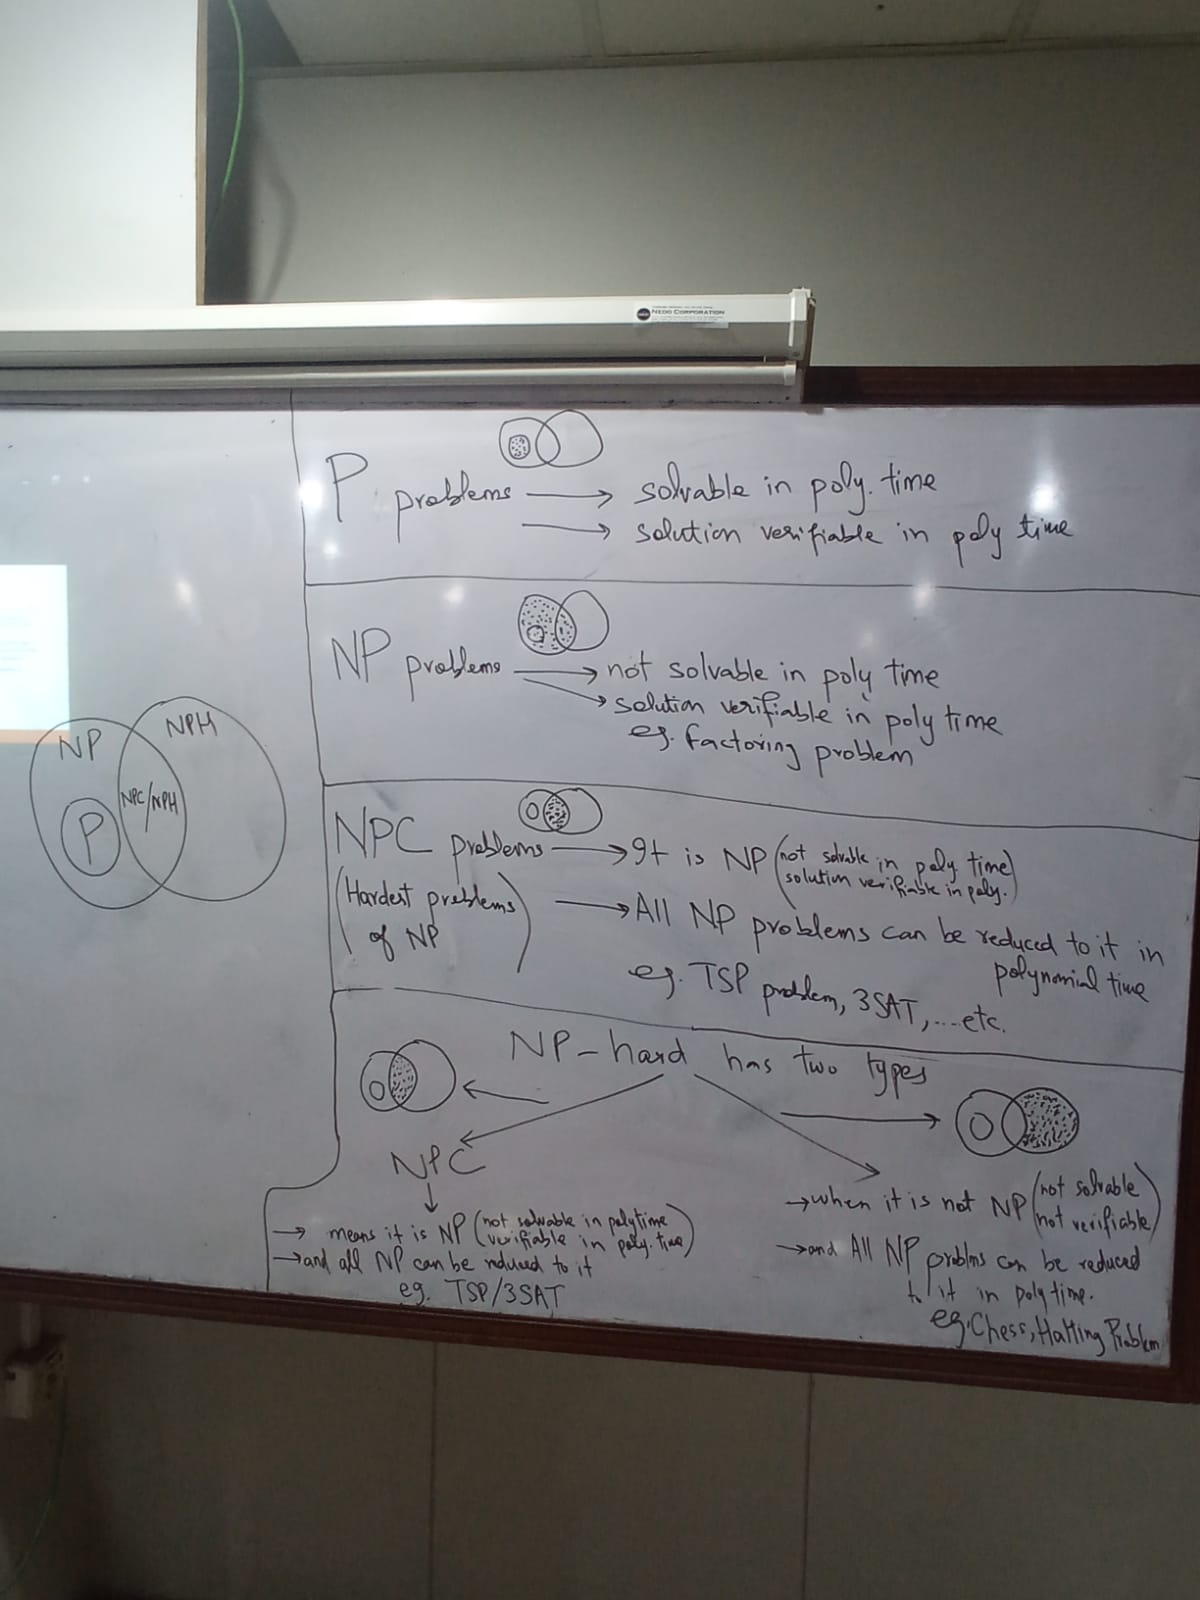 NEDO CORPORATION
P problems → solvable in poly. time
→ solution verifiable in poly time
NP problems → not solvable in poly time
→ solution verifiable in poly time
eg. factoring problem
NP
NPH
NPC/NPH
P
NPC problems → It is NP (not solvable in poly time)
solution verifiable in poly.
(Hardest problems
of NP)
→ All NP problems can be reduced to it in
polynomial time
eg. TSP problem, 3SAT, ....etc.
NP-hard has two types
NPC
→ means it is NP (not solvable in polytime
verifiable in poly. time)
→ and all NP can be reduced to it
eg. TSP/3SAT
→ when it is not NP (not solvable
not verifiable)
→ and All NP problms can be reduced
to it in poly time.
eg. Chess, Halting Problem